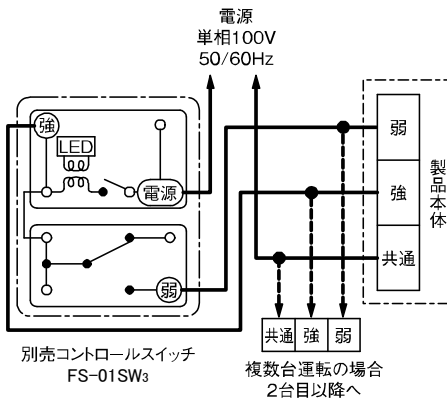 電源
単相100V
50/60Hz
強
LED
電源
弱
弱
強
共通
製品本体
共通 強 弱
別売コントロールスイッチ
FS-01SW₃
複数台運転の場合
2台目以降へ